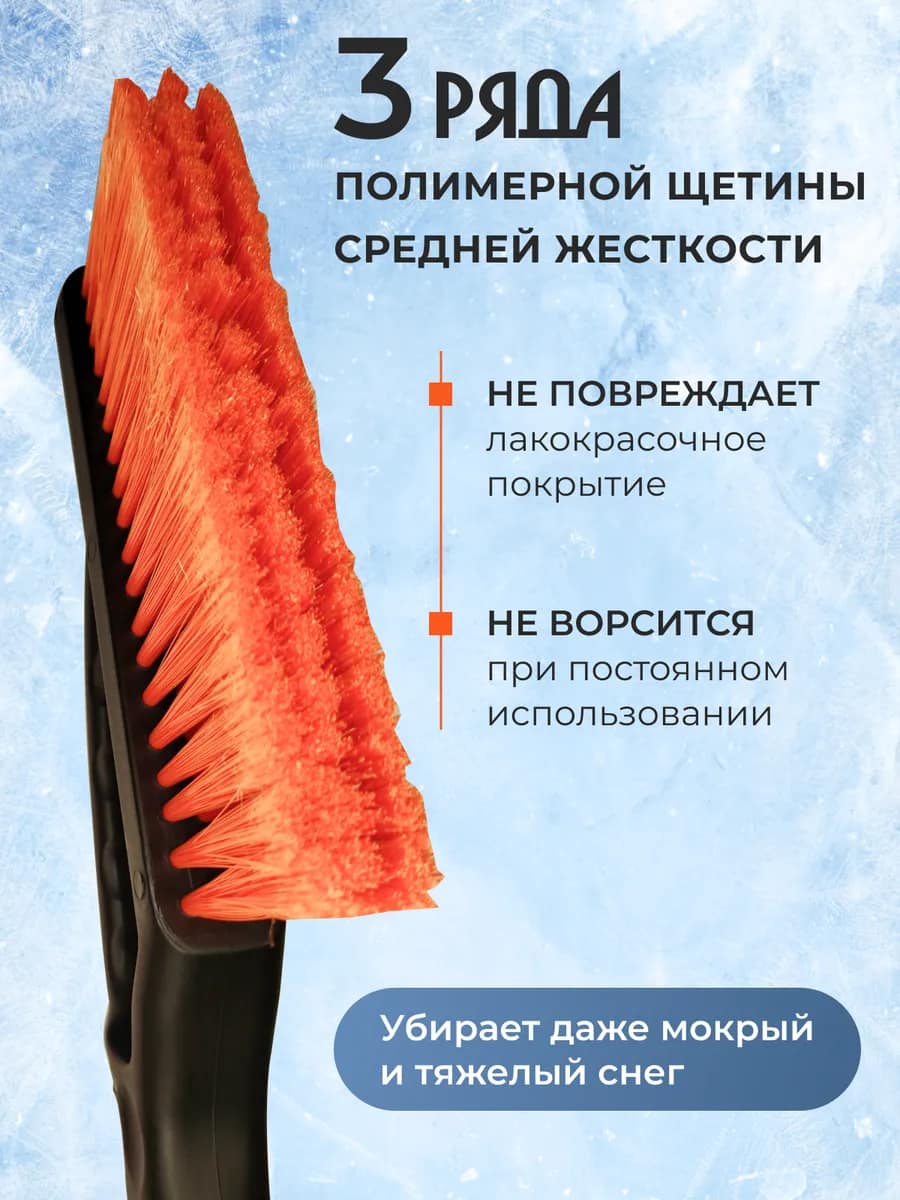 3 РЯДА
ПОЛИМЕРНОЙ ЩЕТИНЫ
СРЕДНЕЙ ЖЕСТКОСТИ
НЕ ПОВРЕЖДАЕТ
лакокрасочное
покрытие
НЕ ВОРСИТСЯ
при постоянном
использовании
Убирает даже мокрый
и тяжелый снег